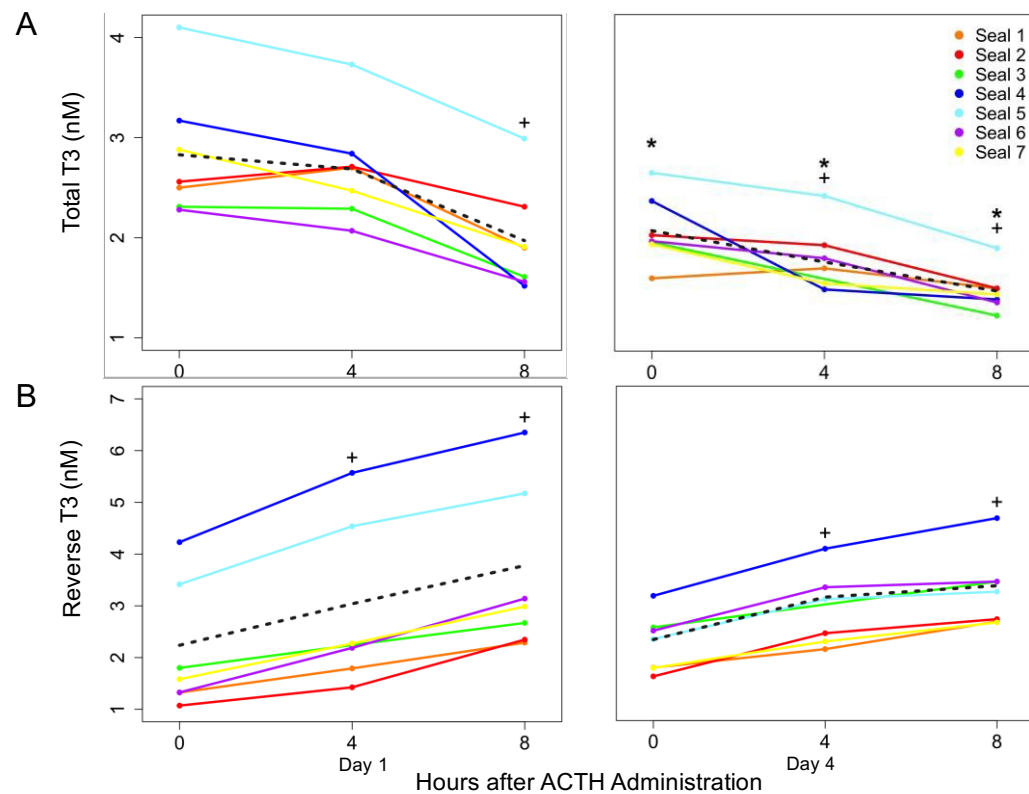 A
Total T3 (nM)
4
3
2
1
0 4 8
+
* * *
+ +
0 4 8
Seal 1
Seal 2
Seal 3
Seal 4
Seal 5
Seal 6
Seal 7
B
Reverse T3 (nM)
7
6
5
4
3
2
1
+ +
0 4 8
Day 1
+ +
0 4 8
Day 4
Hours after ACTH Administration